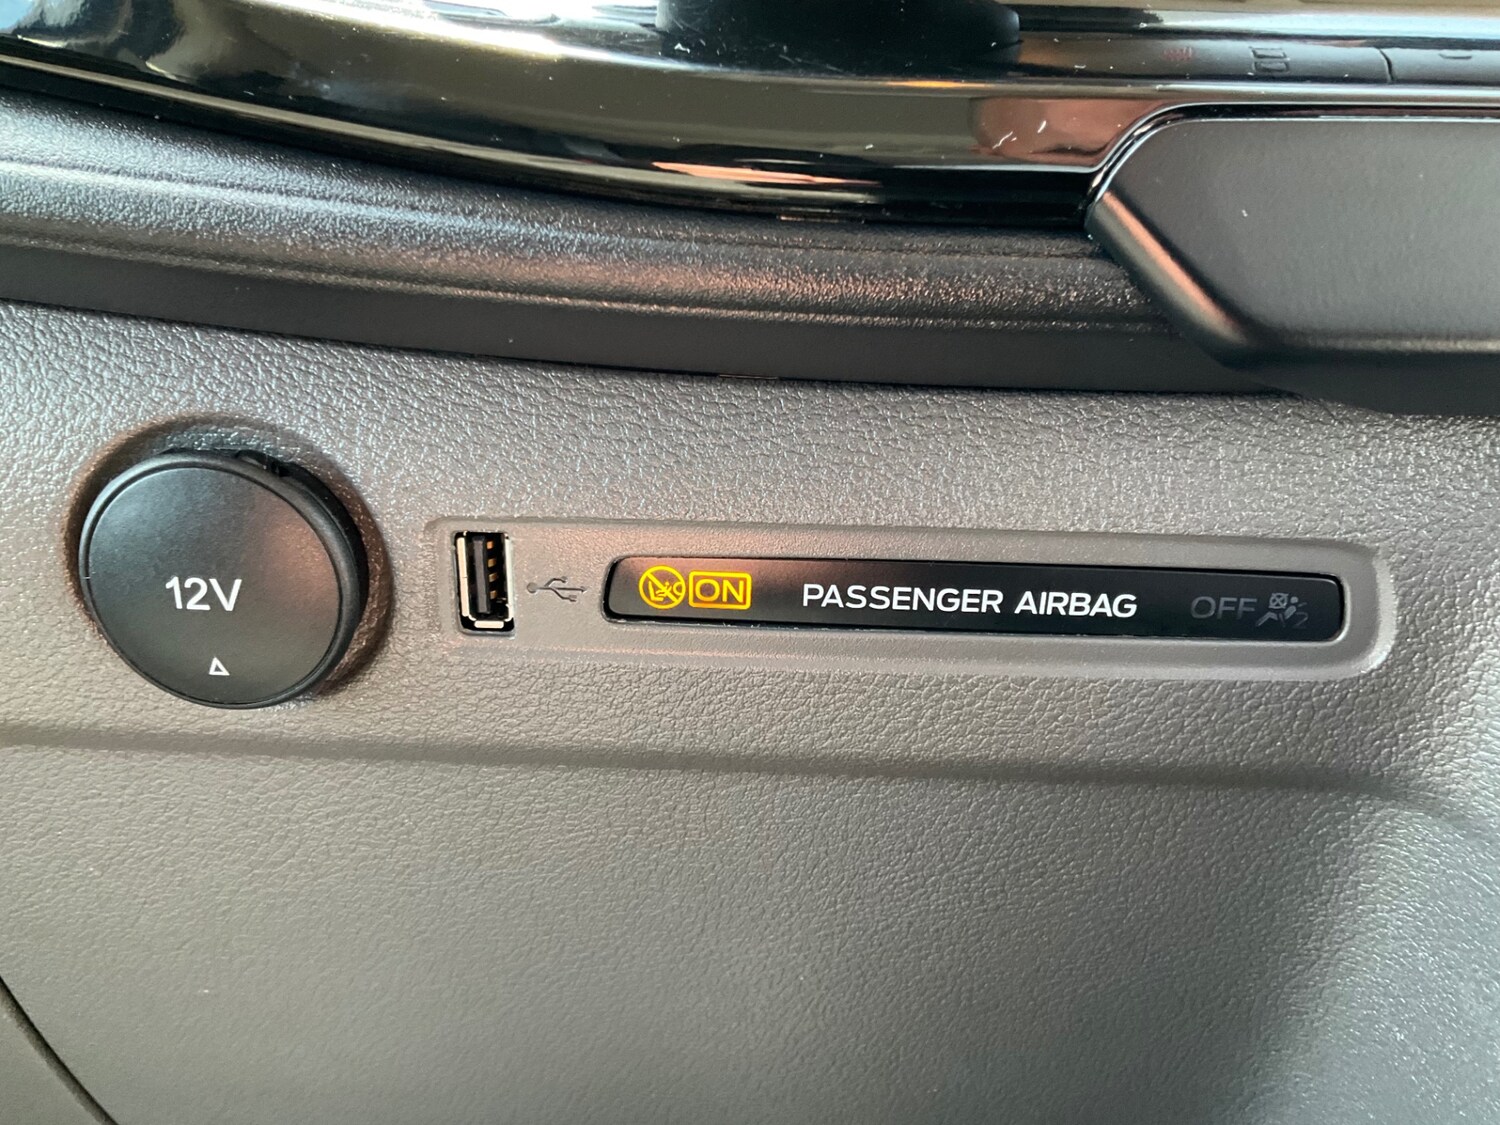 12V
ON PASSENGER AIRBAG OFF